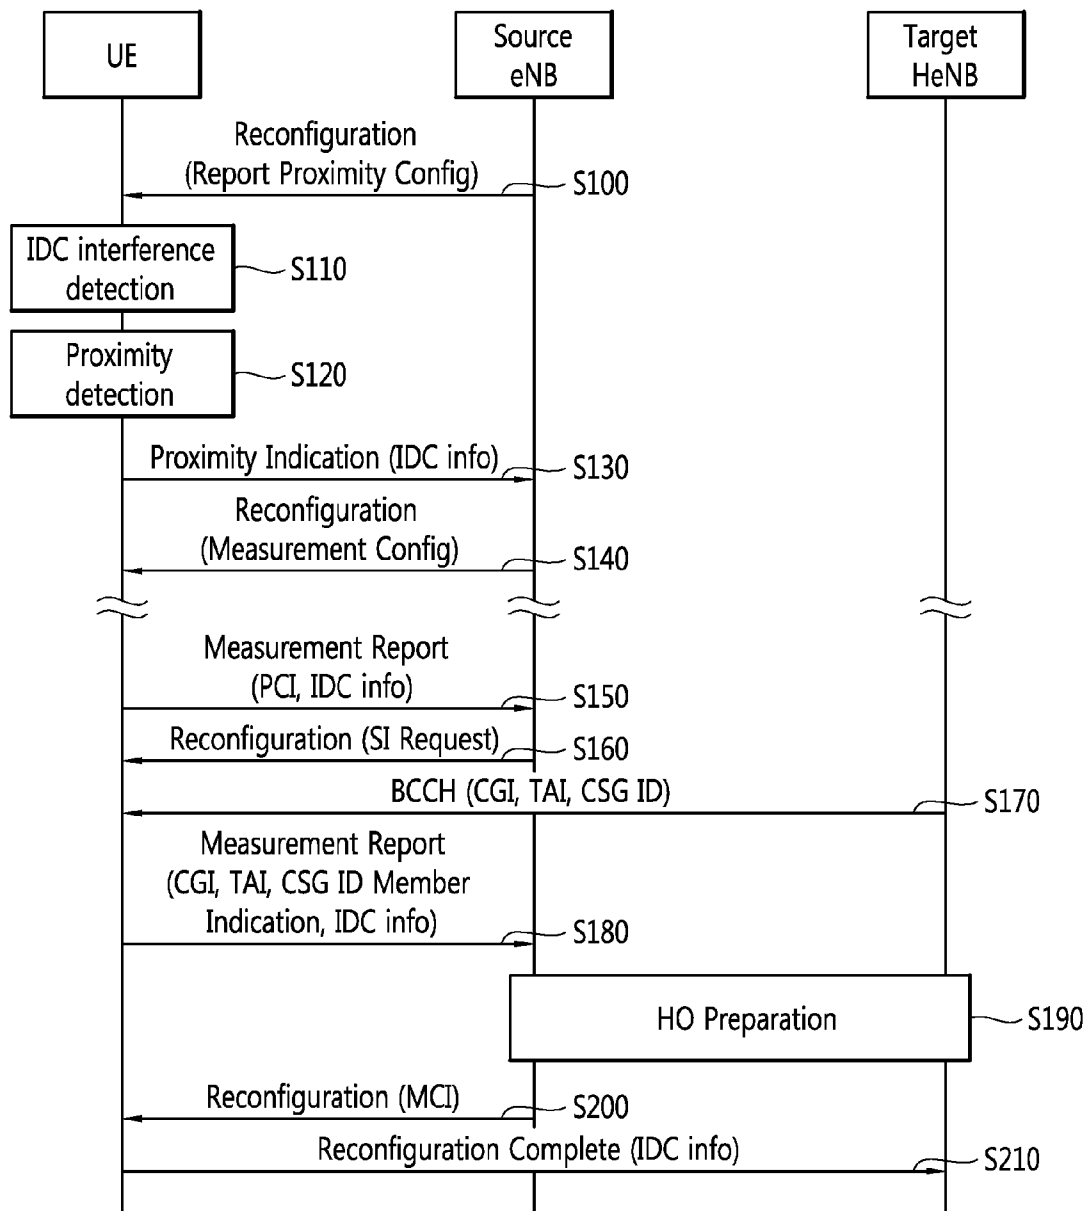 UE
Source
eNB
Target
HeNB
Reconfiguration
(Report Proximity Config)
S100
IDC interference
detection
S110
Proximity
detection
S120
Proximity Indication (IDC info)
S130
Reconfiguration
(Measurement Config)
S140
Measurement Report
(PCI, IDC info)
S150
Reconfiguration (SI Request)
S160
BCCH (CGI, TAI, CSG ID)
S170
Measurement Report
(CGI, TAI, CSG ID Member
Indication, IDC info)
S180
HO Preparation
S190
Reconfiguration (MCI)
S200
Reconfiguration Complete (IDC info)
S210